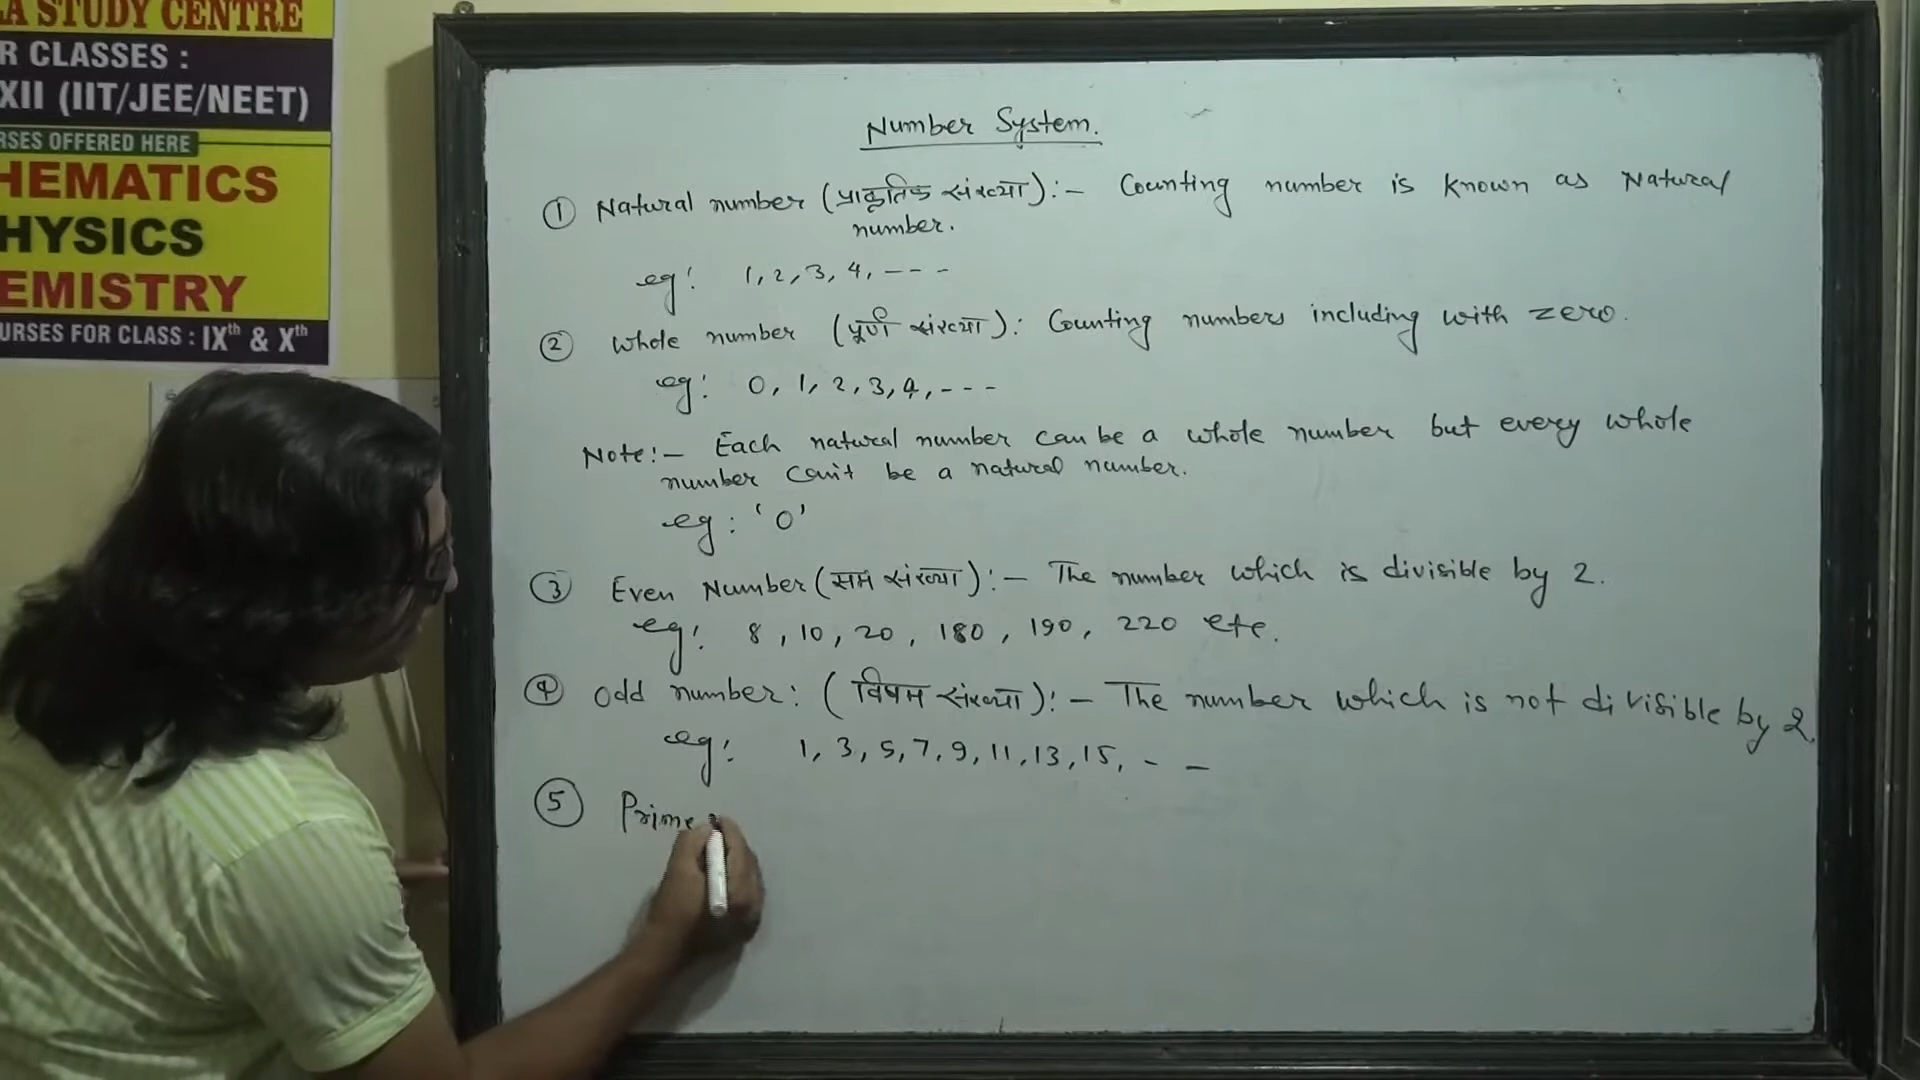 A STUDY CENTRE
R CLASSES :
XII (IIT/JEE/NEET)
RSES OFFERED HERE
HEMATICS
HYSICS
EMISTRY
URSES FOR CLASS : IXth & Xth
Number System.
① Natural number (प्राकृतिक संख्या):- Counting number is known as Natural
number.
eg: 1, 2, 3, 4, ---
② Whole number (पूर्ण संख्या): Counting numbers including with zero.
eg: 0, 1, 2, 3, 4, ---
Note:- Each natural number can be a whole number but every whole
number can't be a natural number.
eg: '0'
③ Even Number (सम संख्या):- The number which is divisible by 2.
eg: 8, 10, 20, 180, 190, 220 etc.
④ Odd number: (विषम संख्या):- The number which is not divisible by 2.
eg: 1, 3, 5, 7, 9, 11, 13, 15, - -
⑤ Prime